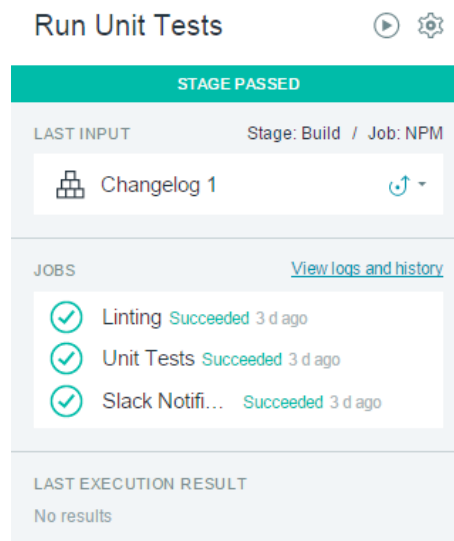 Run Unit Tests
STAGE PASSED
LAST INPUT Stage: Build / Job: NPM
Changelog 1
JOBS View logs and history
Linting Succeeded 3 d ago
Unit Tests Succeeded 3 d ago
Slack Notifi... Succeeded 3 d ago
LAST EXECUTION RESULT
No results